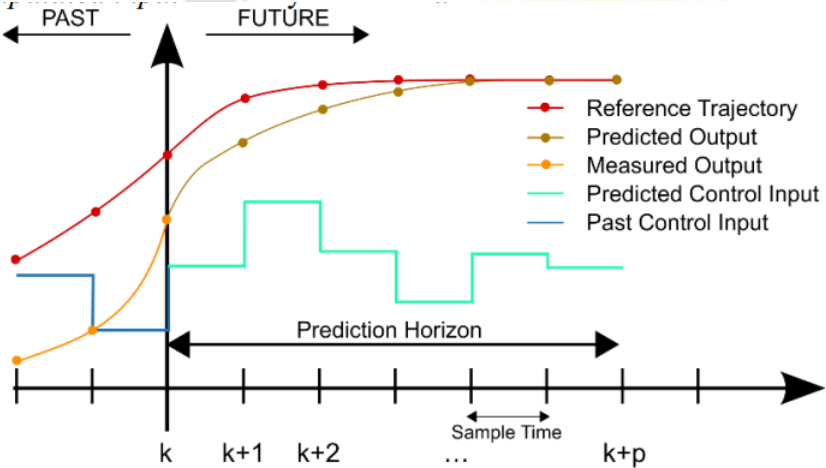 PAST
FUTURE
Reference Trajectory
Predicted Output
Measured Output
Predicted Control Input
Past Control Input
Prediction Horizon
Sample Time
k k+1 k+2 ... k+p